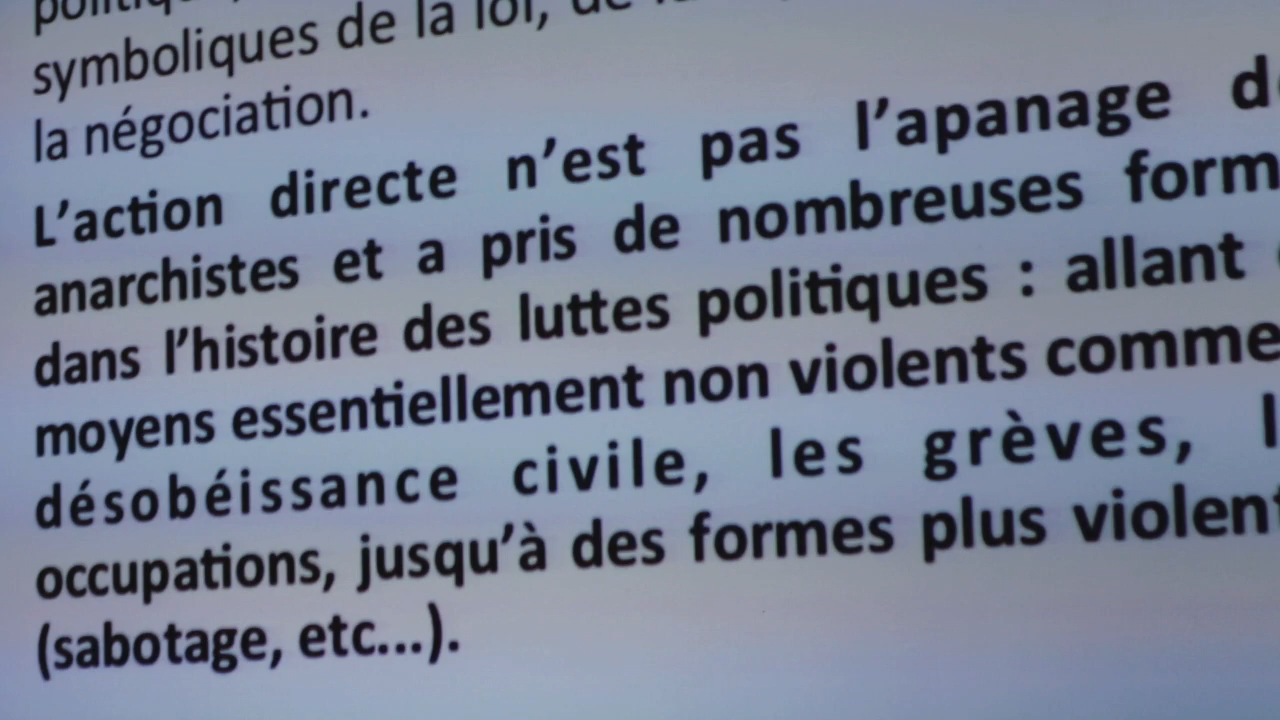 symboliques de la loi, de
la négociation.
L'action directe n'est pas l'apanage
anarchistes et a pris de nombreuses
dans l'histoire des luttes politiques : allant
moyens essentiellement non violents comme
désobéissance civile, les grèves,
occupations, jusqu'à des formes plus
(sabotage, etc...).